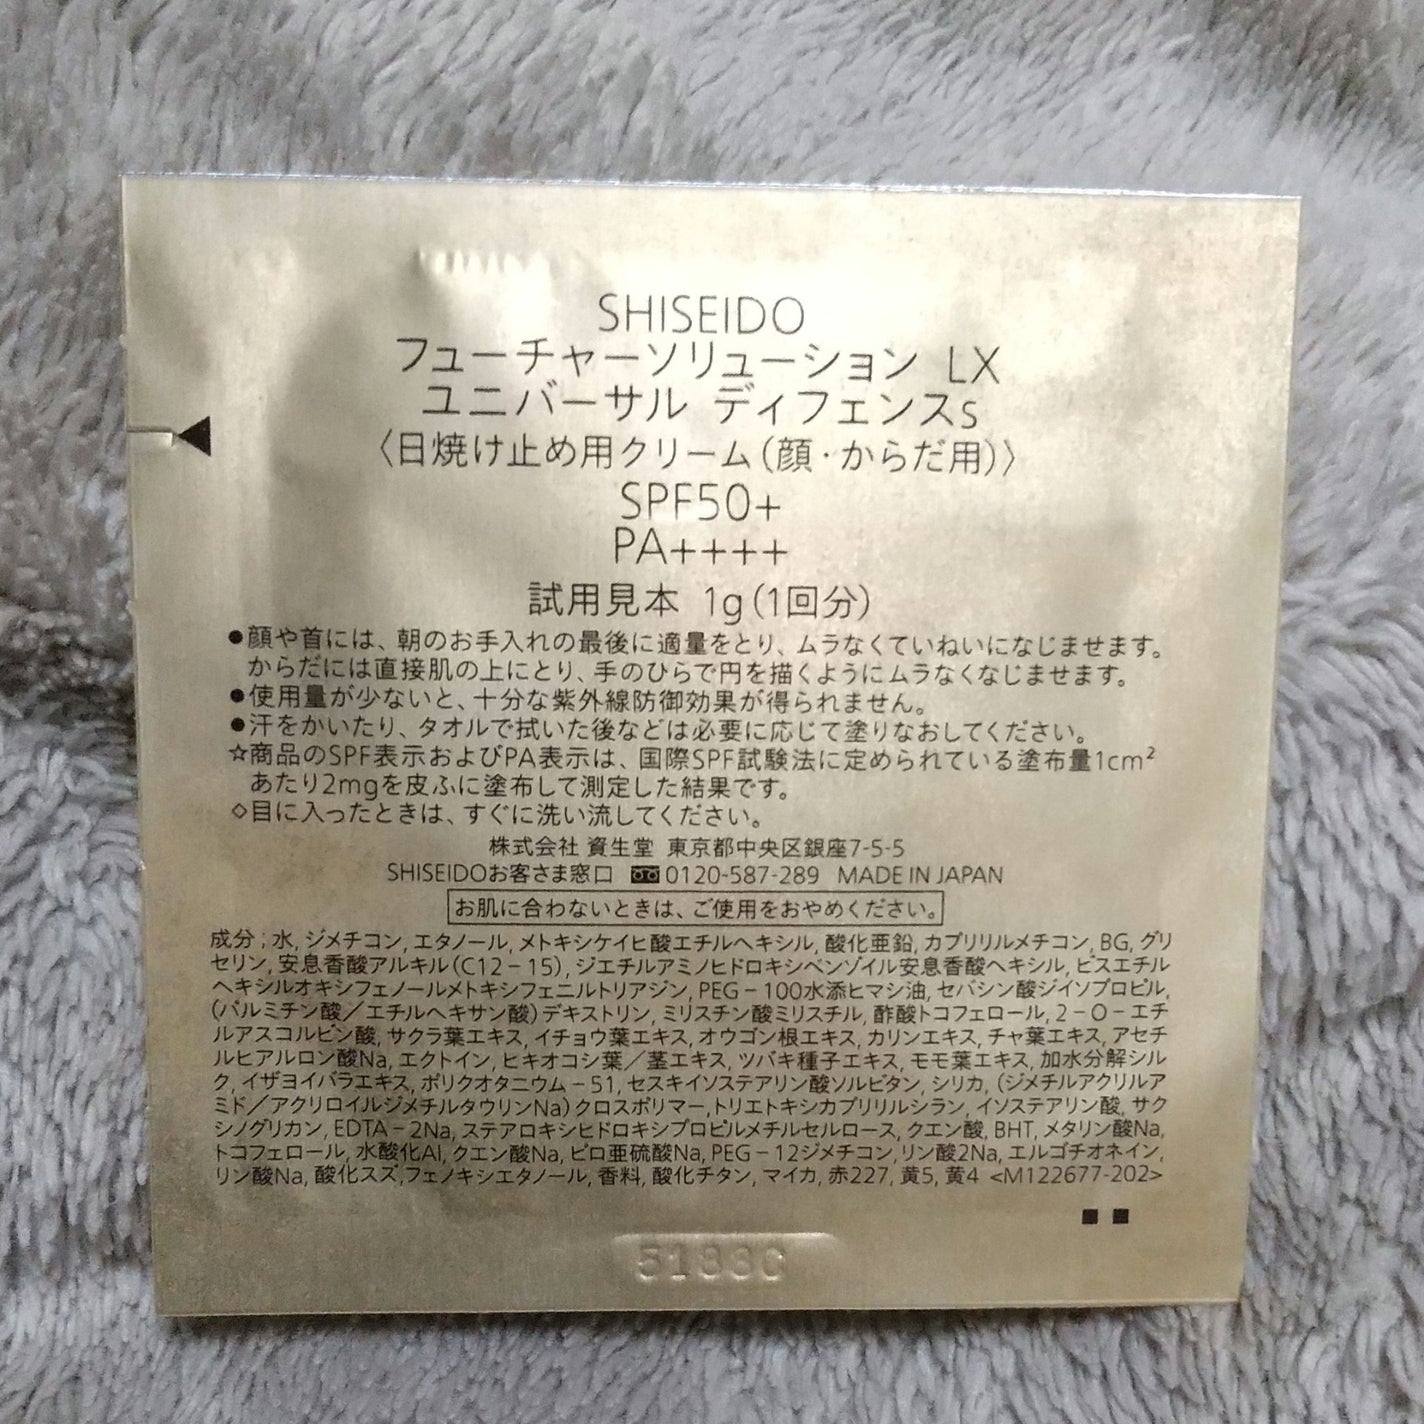 SHISEIDO
フューチャーソリューション LX
ユニバーサル ディフェンスs
〈日焼け止め用クリーム(顔・からだ用)〉
SPF50+
PA++++
試用見本 1g(1回分)
●顔や首には、朝のお手入れの最後に適量をとり、ムラなくていねいになじませます。
からだには直接肌の上にとり、手のひらで円を描くようにムラなくなじませます。
●使用量が少ないと、十分な紫外線防御効果が得られません。
●汗をかいたり、タオルで拭いた後などは必要に応じて塗りなおしてください。
☆商品のSPF表示およびPA表示は、国際SPF試験法に定められている塗布量1cm²
あたり2mgを皮ふに塗布して測定した結果です。
◇目に入ったときは、すぐに洗い流してください。
株式会社 資生堂 東京都中央区銀座7-5-5
SHISEIDOお客さま窓口 0120-587-289 MADE IN JAPAN
お肌に合わないときは、ご使用をおやめください。
成分;水, ジメチコン, エタノール, メトキシケイヒ酸エチルヘキシル, 酸化亜鉛, カプリリルメチコン, BG, グリ
セリン, 安息香酸アルキル(C12-15), ジエチルアミノヒドロキシベンゾイル安息香酸ヘキシル, ビスエチル
ヘキシルオキシフェノールメトキシフェニルトリアジン, PEG-100水添ヒマシ油, セバシン酸ジイソプロピル,
(パルミチン酸/エチルヘキサン酸)デキストリン, ミリスチン酸ミリスチル, 酢酸トコフェロール, 2-O-エチ
ルアスコルビン酸, サクラ葉エキス, イチョウ葉エキス, オウゴン根エキス, カリンエキス, チャ葉エキス, アセチ
ルヒアルロン酸Na, エクトイン, ヒキオコシ葉/茎エキス, ツバキ種子エキス, モモ葉エキス, 加水分解シル
ク, イザヨイバラエキス, ポリクオタニウム-51, セスキイソステアリン酸ソルビタン, シリカ, (ジメチルアクリルア
ミド/アクリロイルジメチルタウリンNa)クロスポリマー, トリエトキシカプリリルシラン, イソステアリン酸, サク
シノグリカン, EDTA-2Na, ステアロキシヒドロキシプロピルメチルセルロース, クエン酸, BHT, メタリン酸Na,
トコフェロール, 水酸化Al, クエン酸Na, ピロ亜硫酸Na, PEG-12ジメチコン, リン酸2Na, エルゴチオネイン,
リン酸Na, 酸化スズ, フェノキシエタノール, 香料, 酸化チタン, マイカ, 赤227, 黄5, 黄4 <M122677-202>